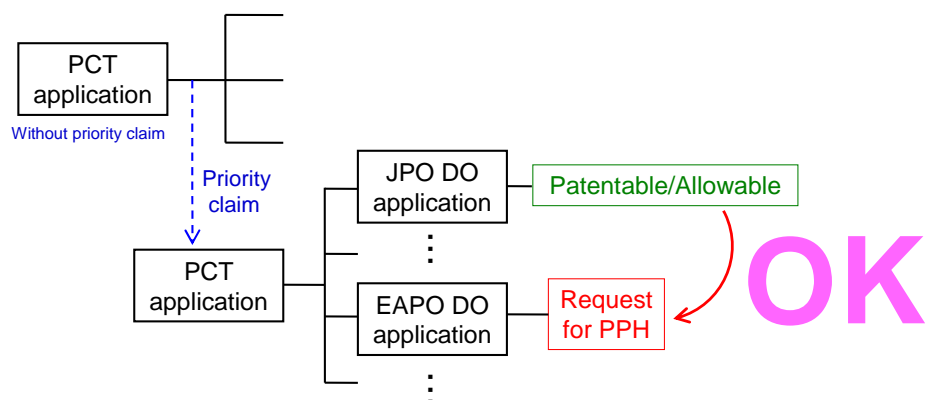 PCT
application
Without priority claim
Priority
claim
JPO DO
application
Patentable/Allowable
PCT
application
EAPO DO
application
Request
for PPH
OK